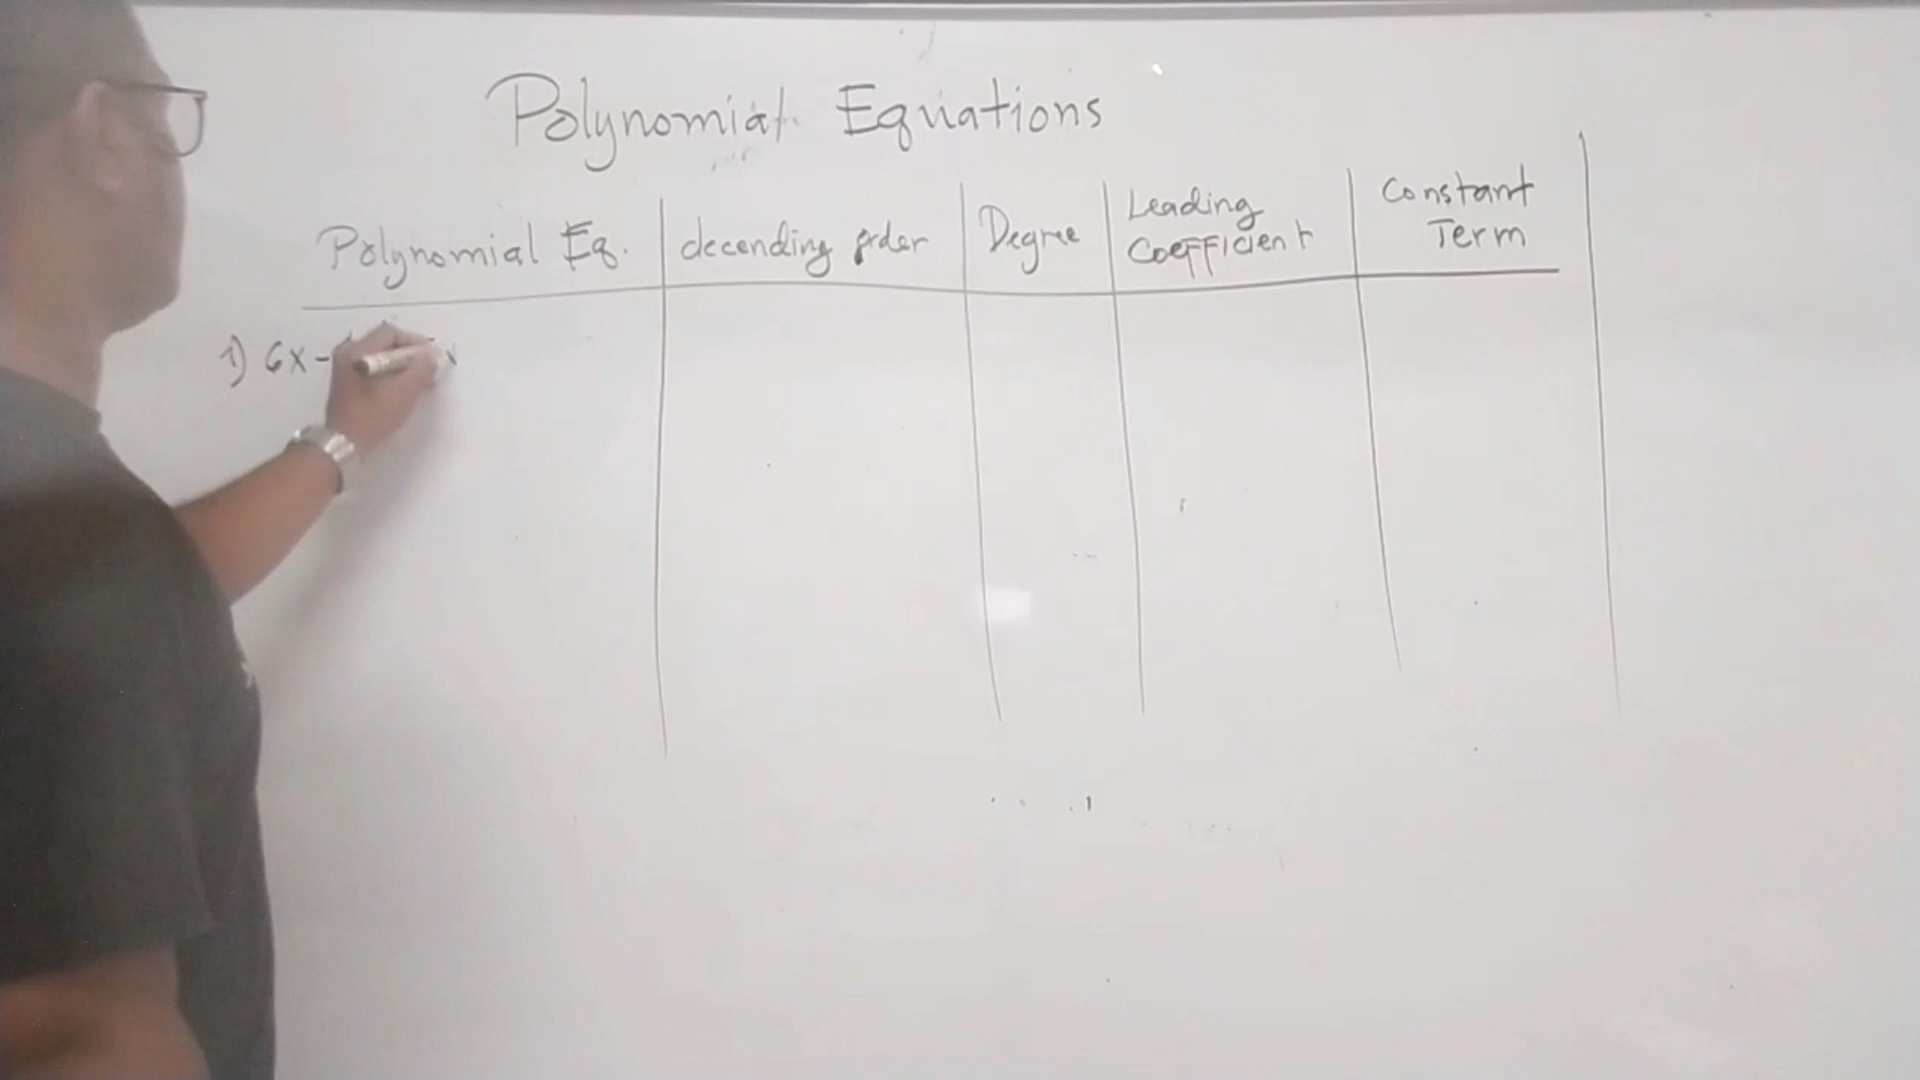 Polynomial Equations
Polynomial Eq. decending order Degree Leading Coefficient Constant Term
1) 6x-